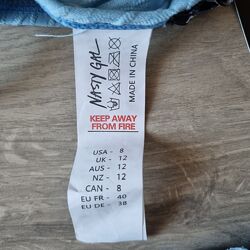 NASTY GAL
MADE IN CHINA
KEEP AWAY
FROM FIRE
USA - 8
UK - 12
AUS - 12
NZ - 12
CAN - 8
EU FR - 40
EU DE - 38